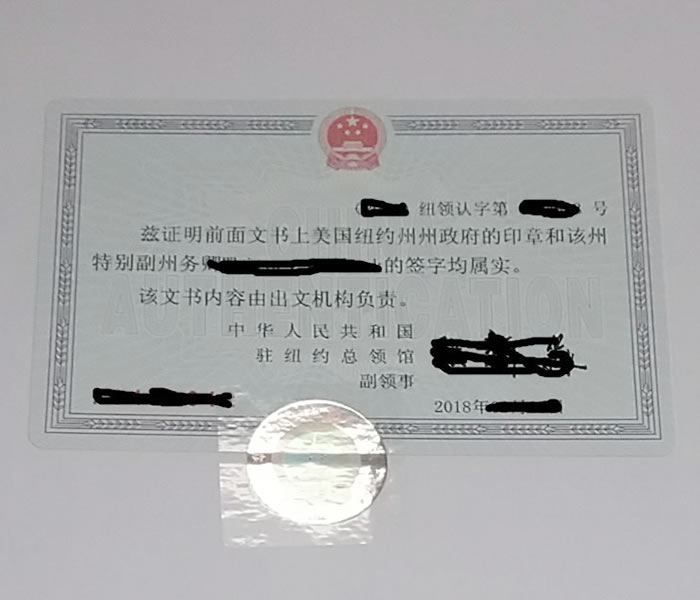 ( 纽领认字第 号
兹证明前面文书上美国纽约州州政府的印章和该州
特别副州务卿 的签字均属实。
该文书内容由出文机构负责。
中华人民共和国
驻纽约总领馆
副领事
2018年
AUTHENTICATION